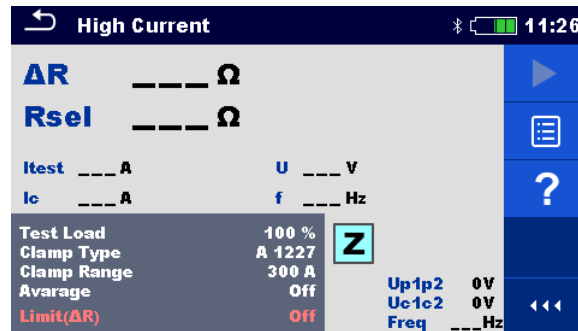 High Current 11:26
ΔR ___ Ω
Rsel ___ Ω
Itest ___ A U ___ V
Ic ___ A f ___ Hz
?
Test Load 100 %
Clamp Type A 1227
Clamp Range 300 A
Avarage Off
Limit(ΔR) Off
Z
Up1p2 0V
Uc1c2 0V
Freq ___Hz